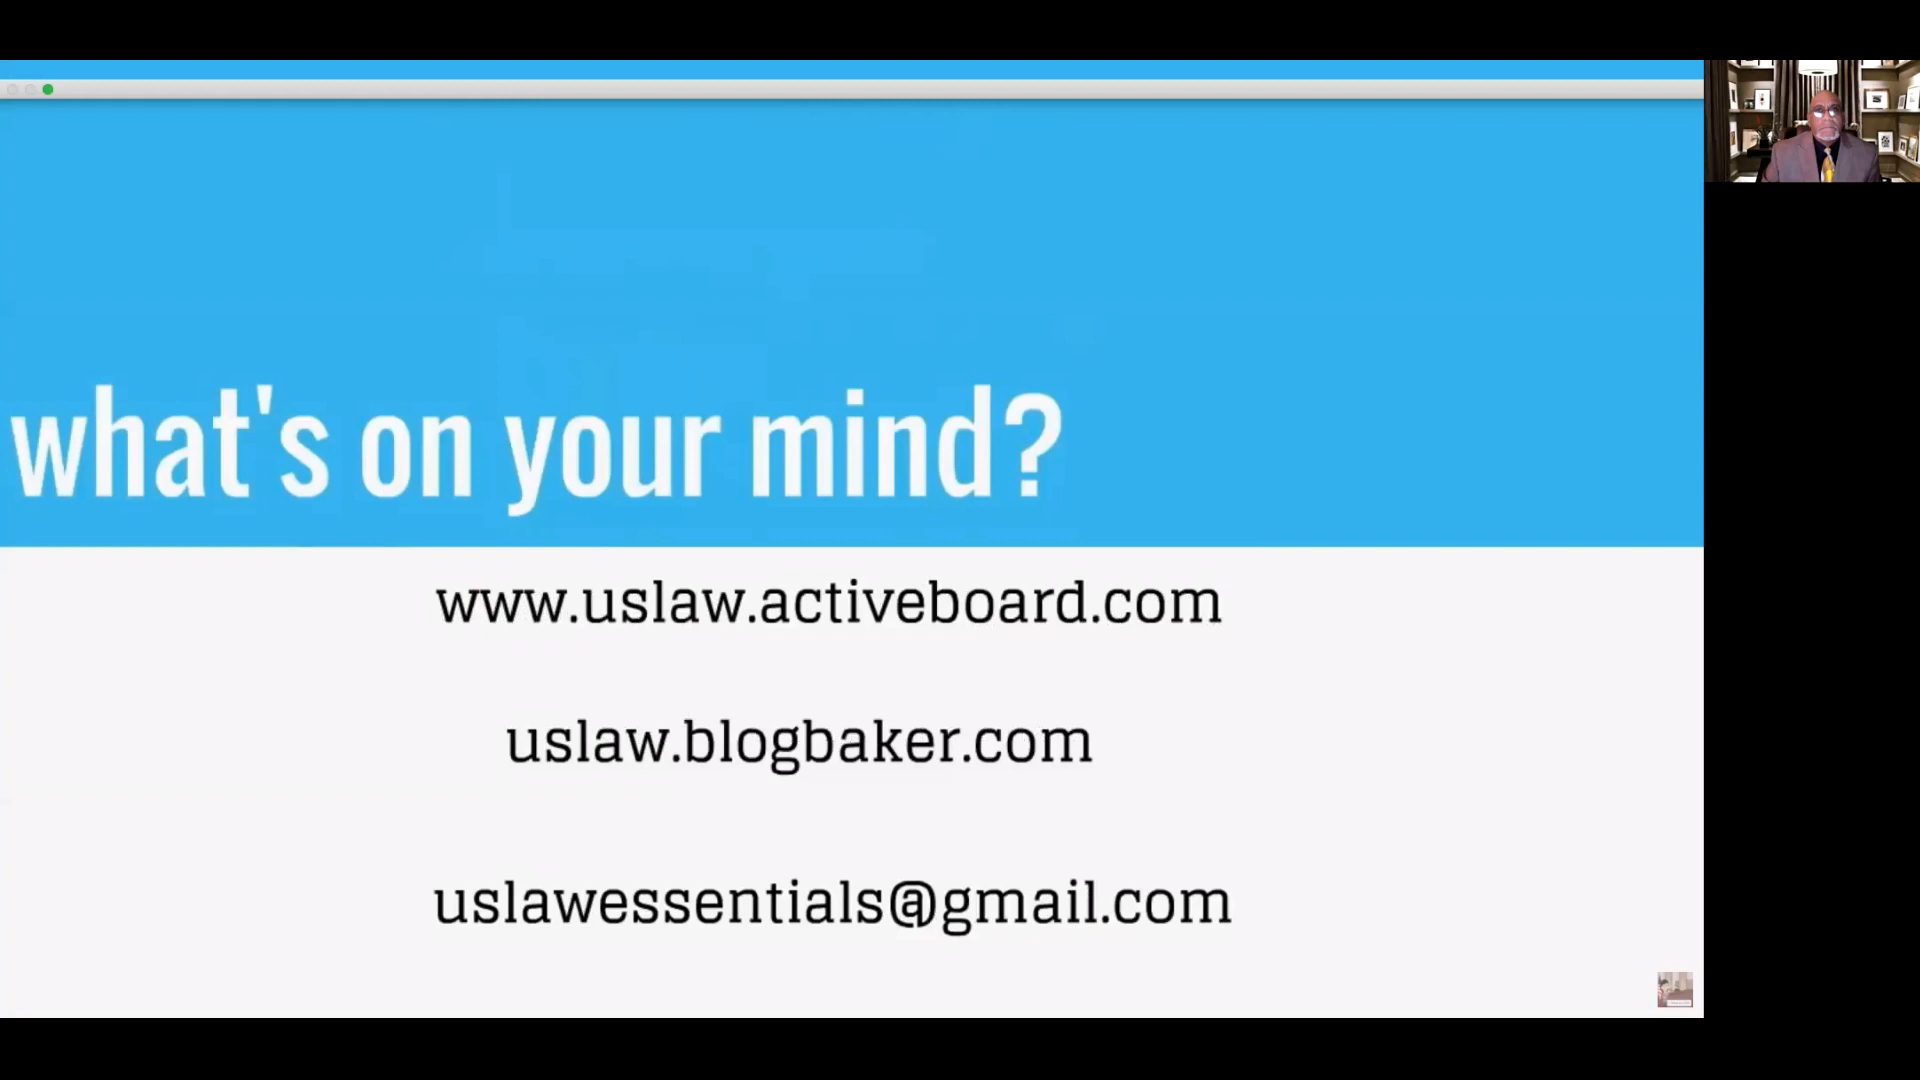 what's on your mind?
www.uslaw.activeboard.com
uslaw.blogbaker.com
uslawessentials@gmail.com